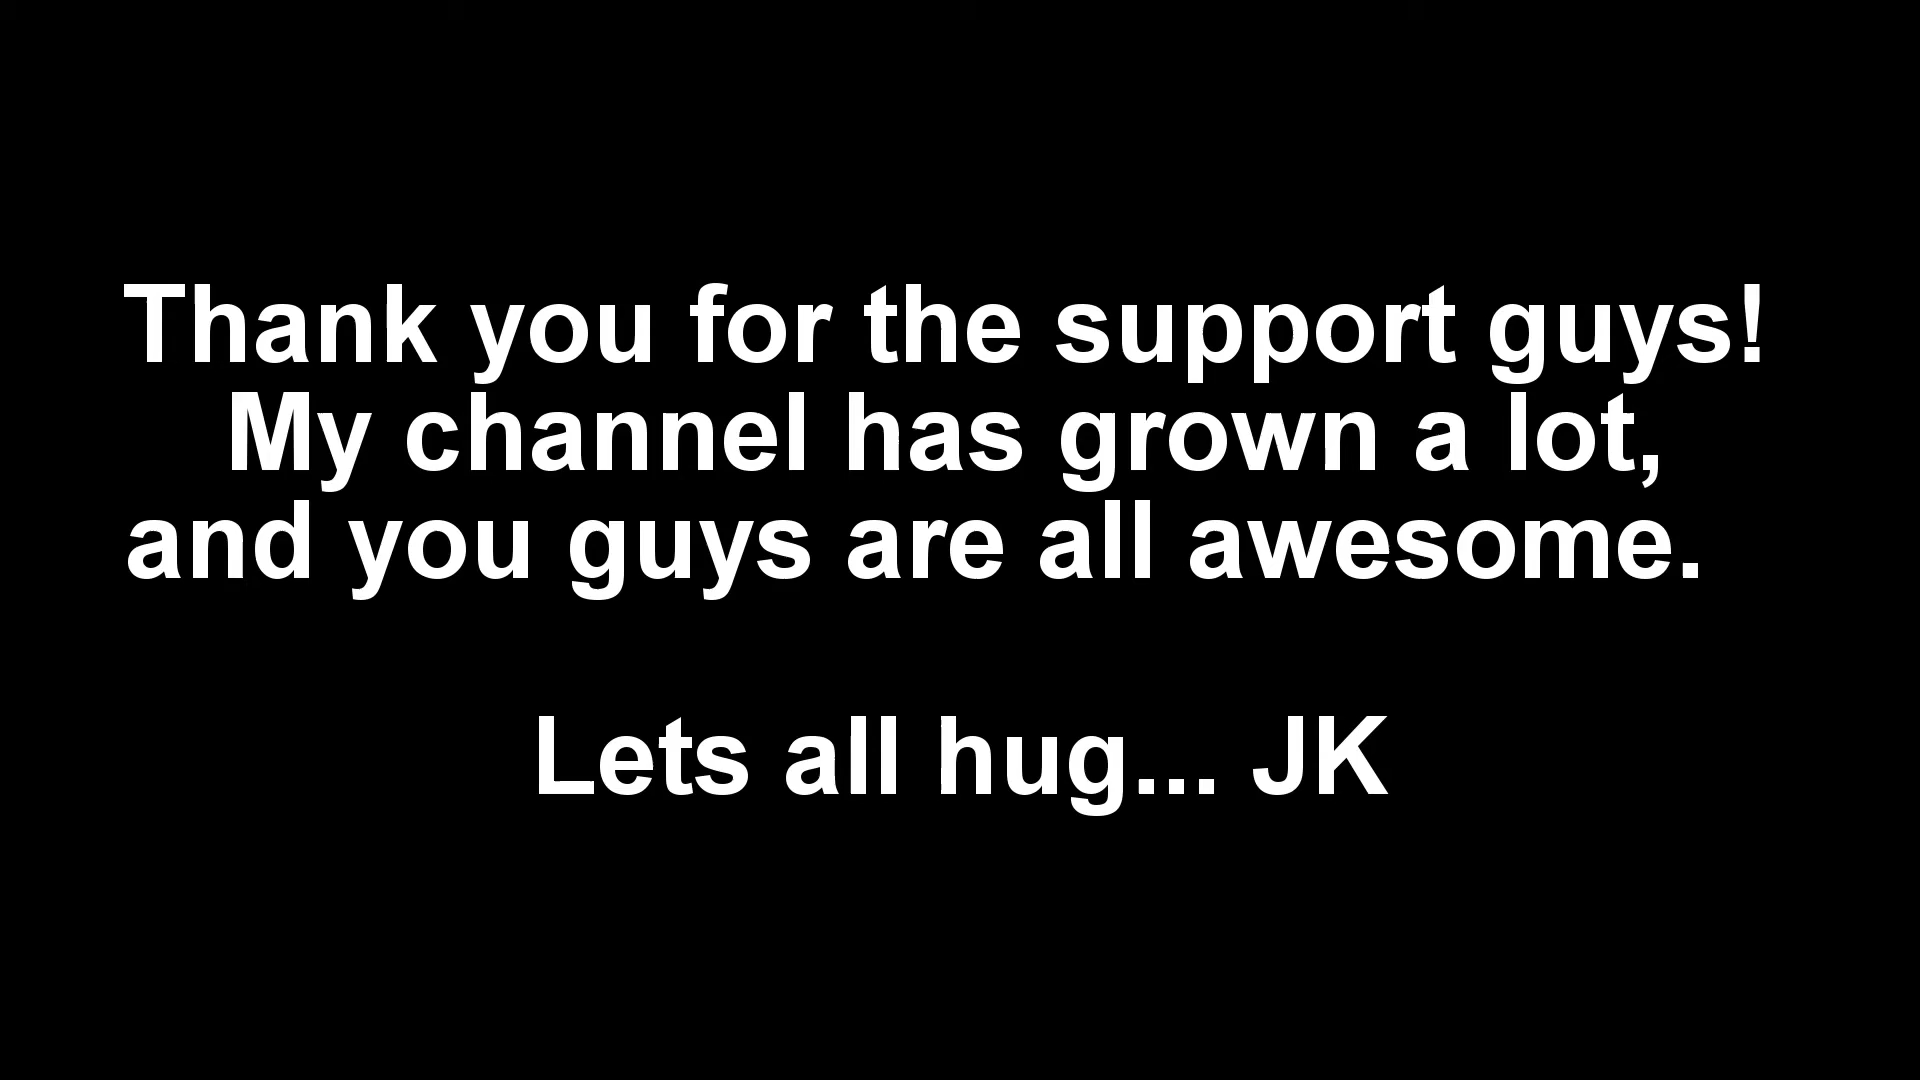 Thank you for the support guys!
My channel has grown a lot,
and you guys are all awesome.
Lets all hug... JK